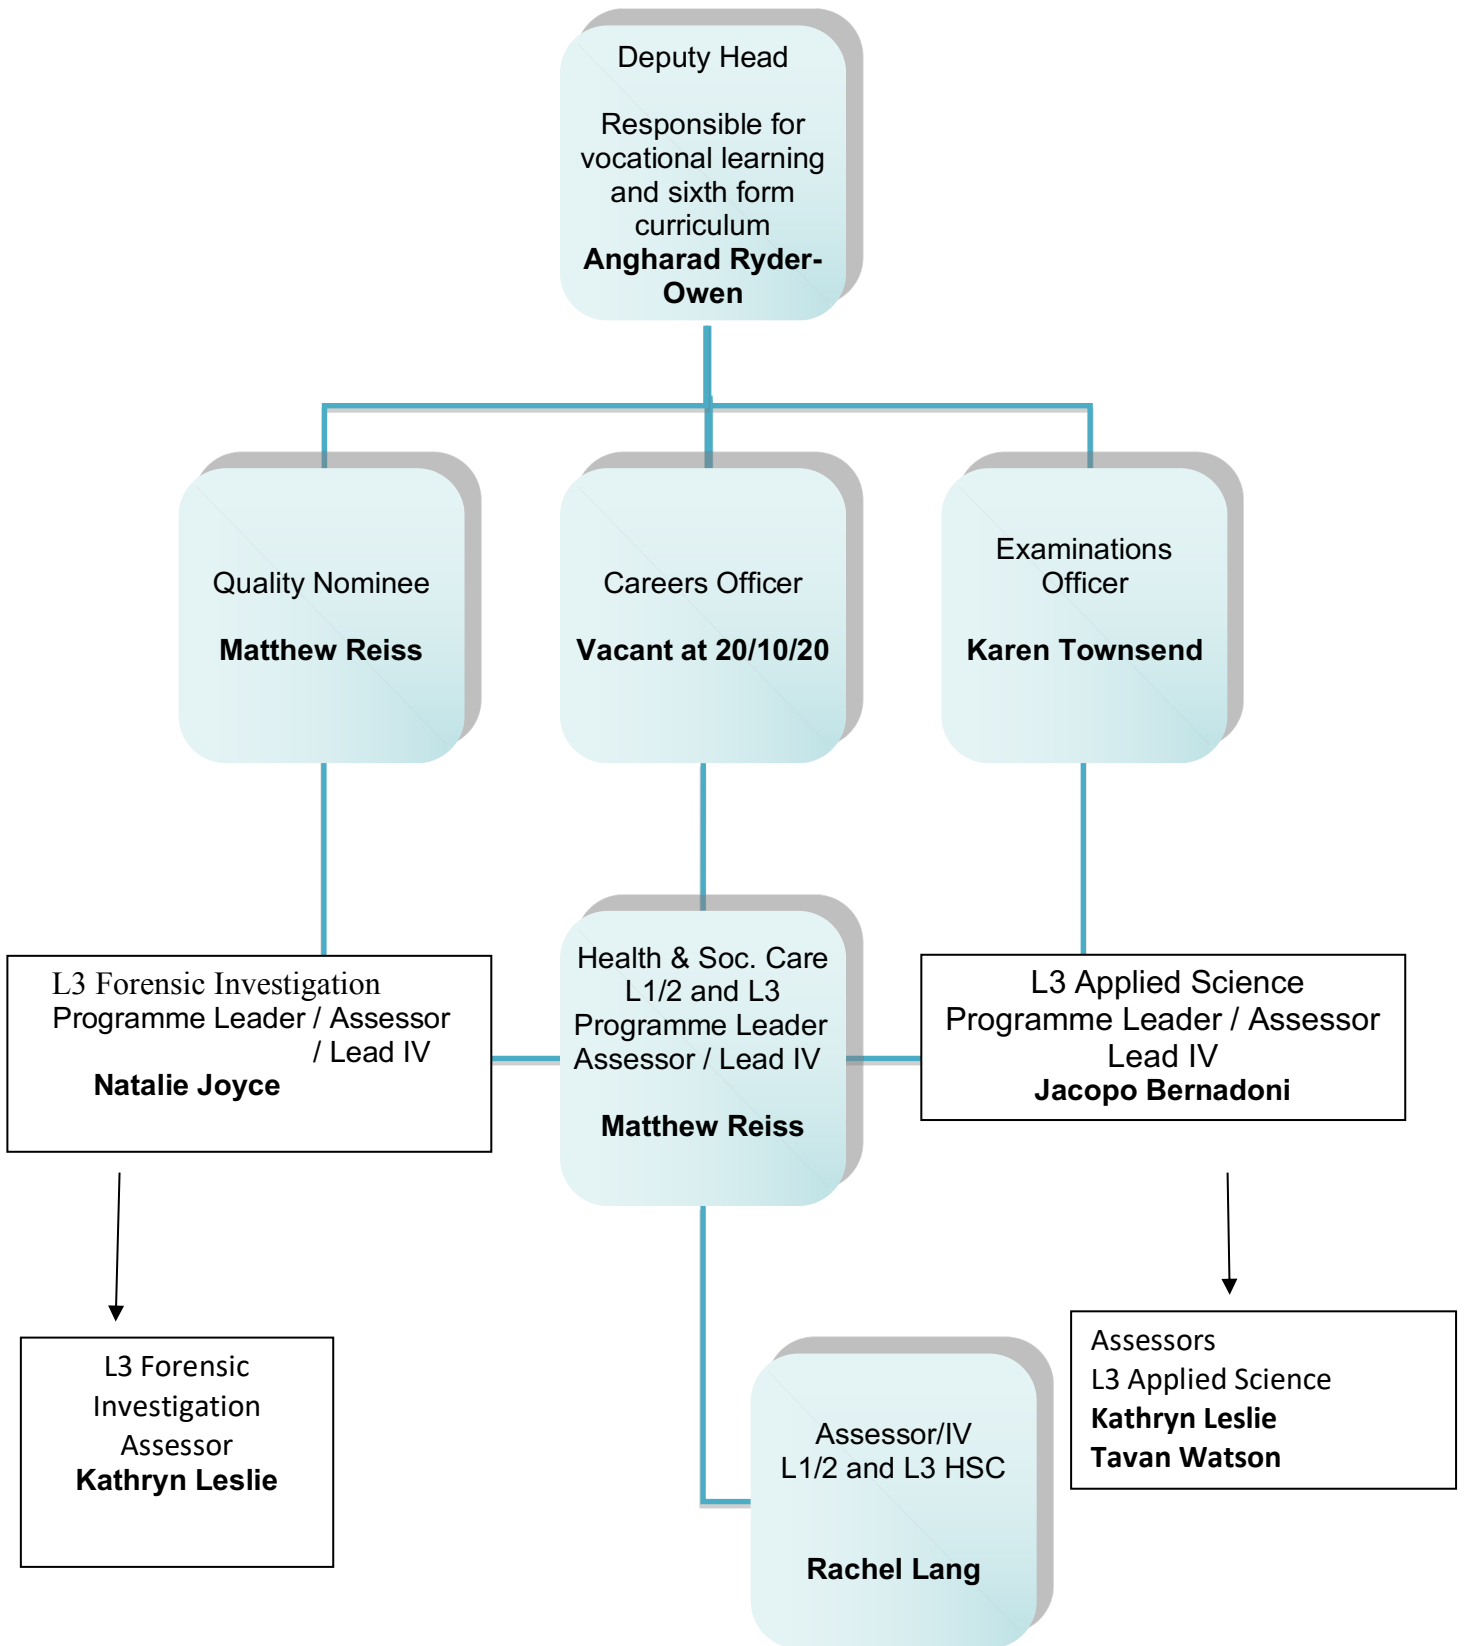 Deputy Head
Responsible for
vocational learning
and sixth form
curriculum
Angharad Ryder-
Owen
Quality Nominee
Matthew Reiss
Careers Officer
Vacant at 20/10/20
Examinations
Officer
Karen Townsend
L3 Forensic Investigation
Programme Leader / Assessor
/ Lead IV
Natalie Joyce
Health & Soc. Care
L1/2 and L3
Programme Leader
Assessor / Lead IV
Matthew Reiss
L3 Applied Science
Programme Leader / Assessor
Lead IV
Jacopo Bernadoni
L3 Forensic
Investigation
Assessor
Kathryn Leslie
Assessor/IV
L1/2 and L3 HSC
Rachel Lang
Assessors
L3 Applied Science
Kathryn Leslie
Tavan Watson